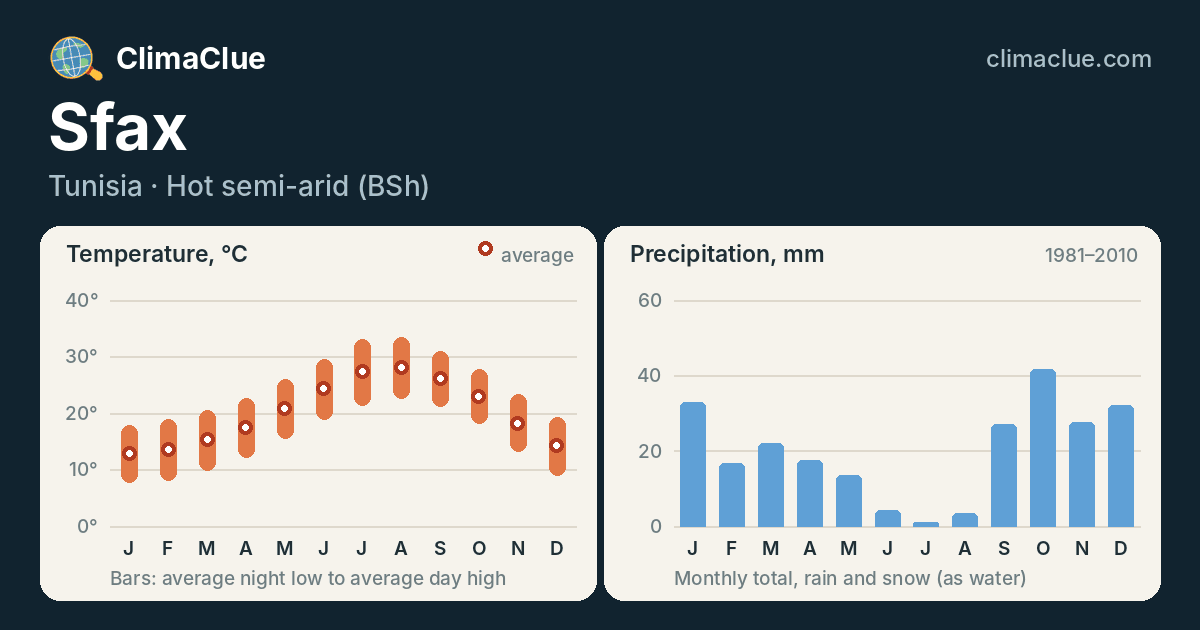 ClimaClue
climaclue.com
Sfax
Tunisia · Hot semi-arid (BSh)
Temperature, °C
average
40°
30°
20°
10°
0°
J F M A M J J A S O N D
Bars: average night low to average day high
Precipitation, mm
1981–2010
60
40
20
0
J F M A M J J A S O N D
Monthly total, rain and snow (as water)